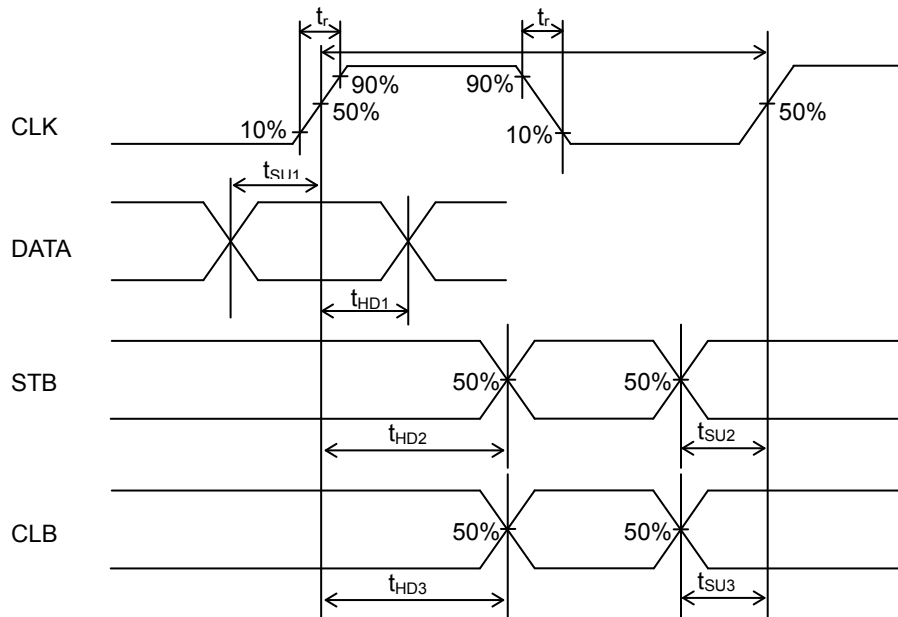 tr tr
90% 90%
50% 50%
CLK 10% 10%
tSU1
DATA
tHD1
STB 50% 50%
tHD2 tSU2
CLB 50% 50%
tHD3 tSU3